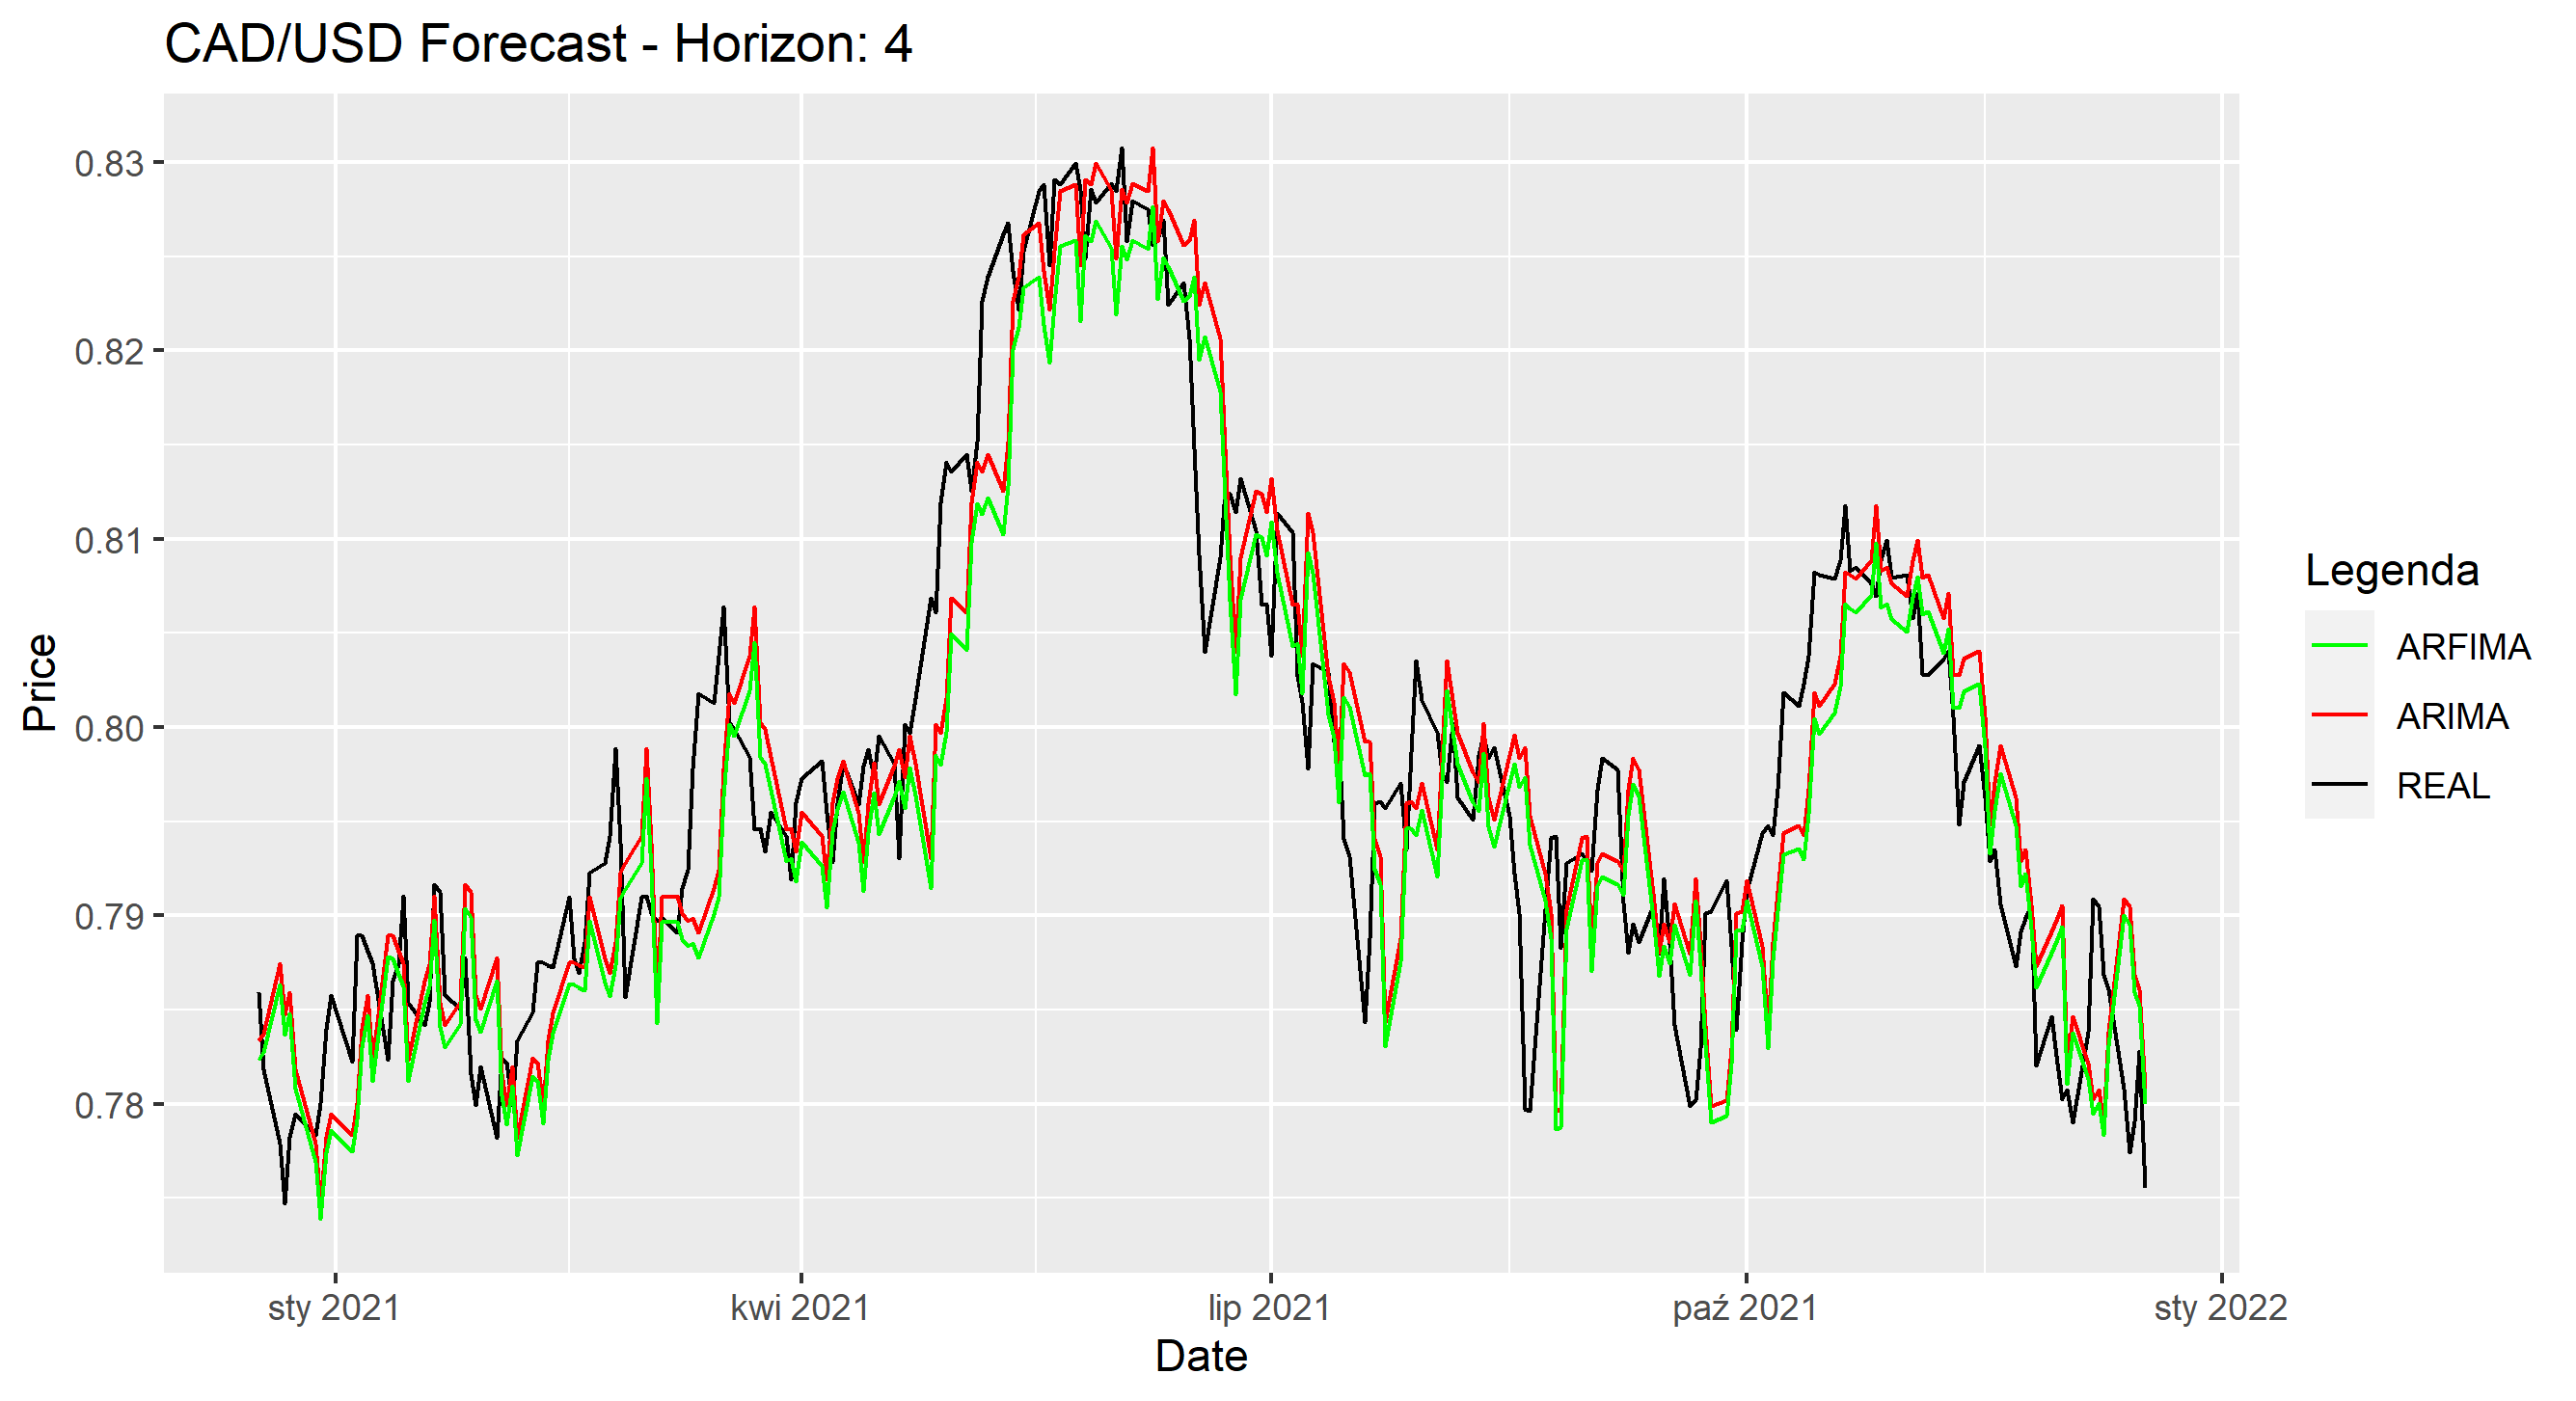 CAD/USD Forecast - Horizon: 4
Price
0.83
0.82
0.81
0.80
0.79
0.78
sty 2021
kwi 2021
lip 2021
paź 2021
sty 2022
Date
Legenda
ARFIMA
ARIMA
REAL